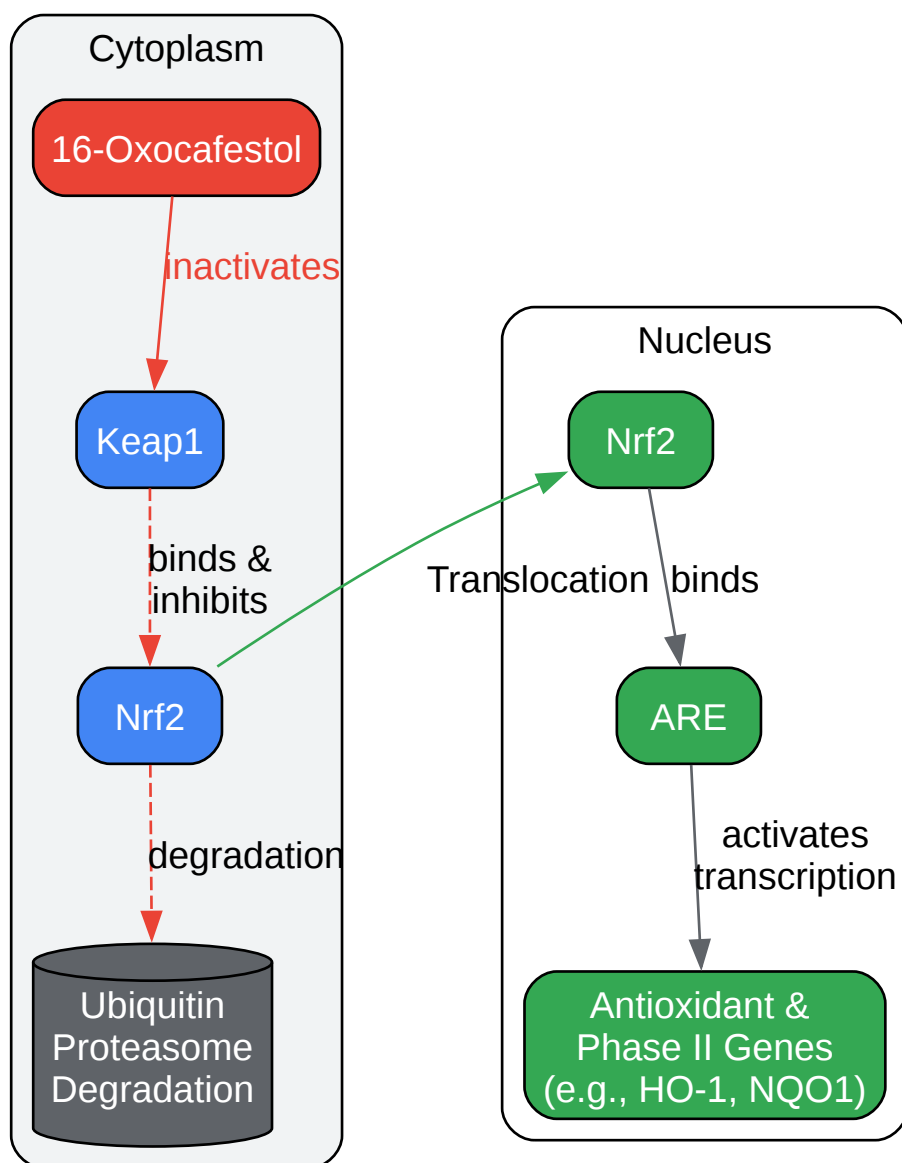 Cytoplasm
16-Oxocafestol
inactivates
Keap1
binds &
inhibits
Nrf2
degradation
Ubiquitin
Proteasome
Degradation
Translocation
Nucleus
Nrf2
binds
ARE
activates
transcription
Antioxidant &
Phase II Genes
(e.g., HO-1, NQO1)